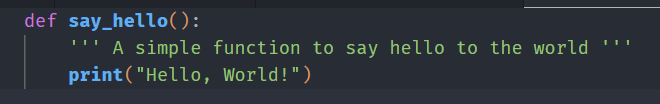 def say_hello():
    ''' A simple function to say hello to the world '''
    print("Hello, World!")